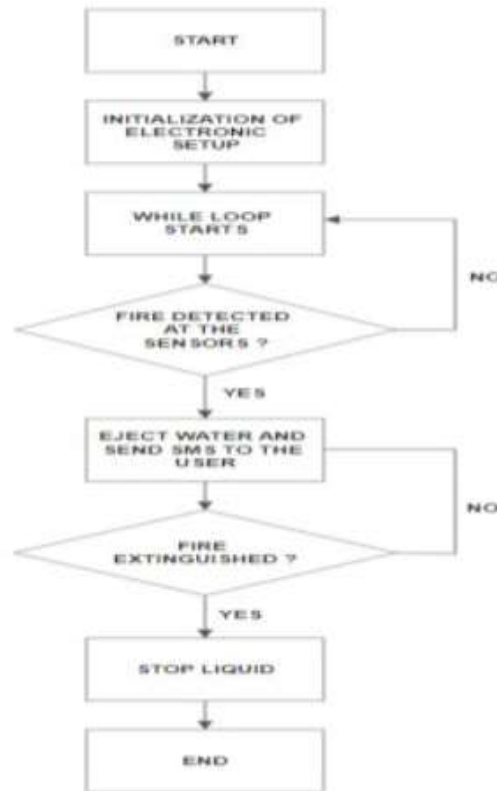 START
INITIALIZATION OF
ELECTRONIC
SETUP
WHILE LOOP
STARTS
NO
FIRE DETECTED
AT THE
SENSORS ?
YES
EJECT WATER AND
SEND SMS TO THE
USER
NO
FIRE
EXTINGUISHED ?
YES
STOP LIQUID
END